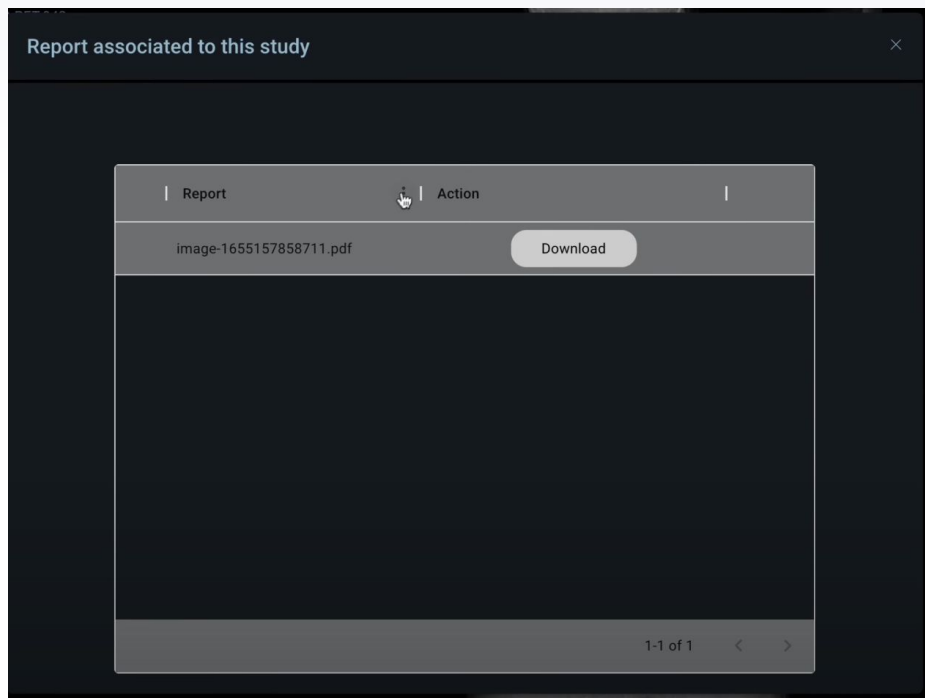 Report associated to this study
Report Action
image-1655157858711.pdf Download
1-1 of 1